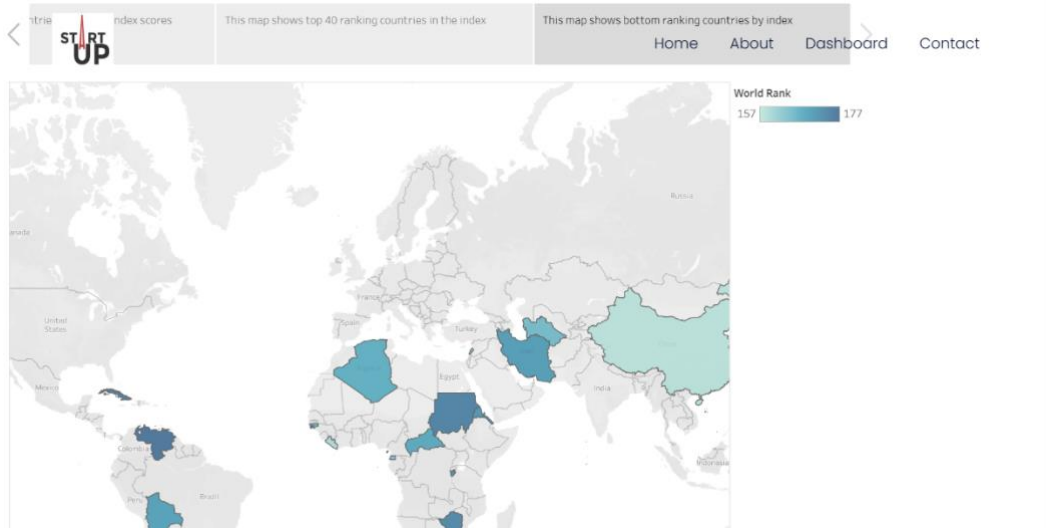 ntrie
ndex scores
This map shows top 40 ranking countries in the index
This map shows bottom ranking countries by index
START
UP
Home
About
Dashboard
Contact
World Rank
157
177
Russia
anada
United
States
France
Spain
Turkey
Mexico
Egypt
India
Colombia
Peru
Brazil
Indonesia